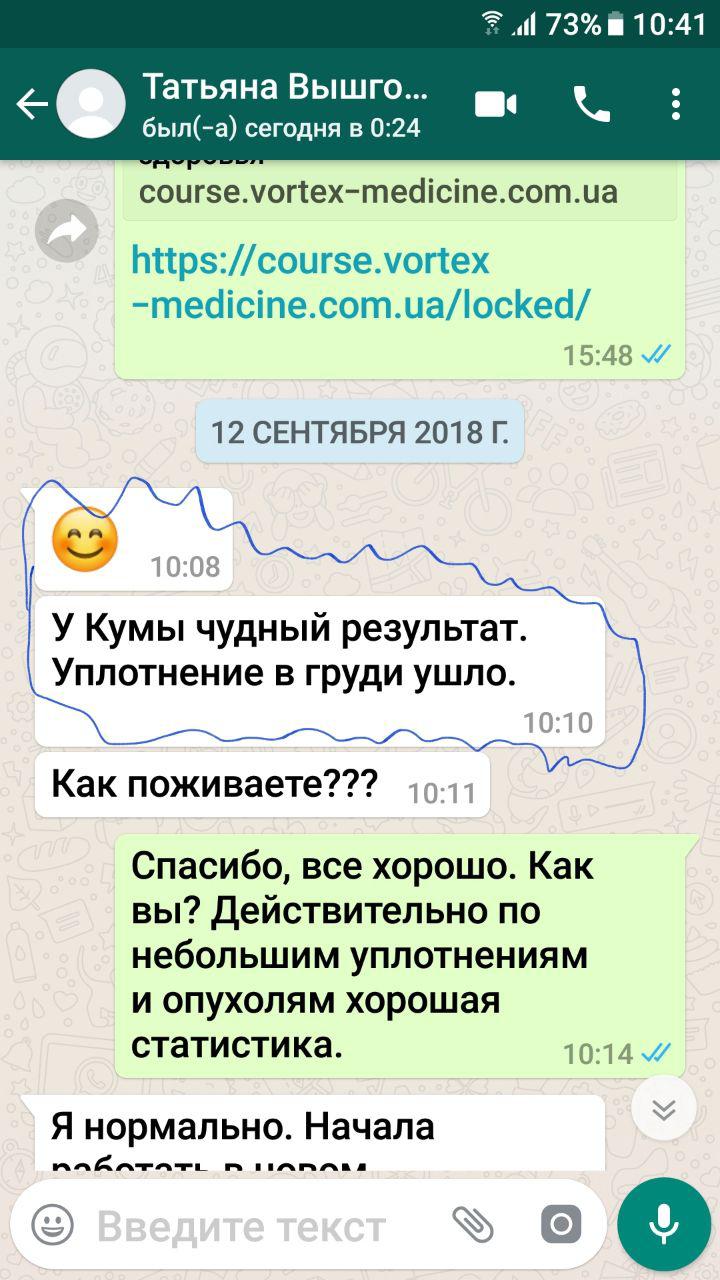 73% 10:41
Татьяна Вышго...
был(-а) сегодня в 0:24
здоровья
course.vortex-medicine.com.ua
https://course.vortex
-medicine.com.ua/locked/
15:48
12 СЕНТЯБРЯ 2018 Г.
10:08
У Кумы чудный результат.
Уплотнение в груди ушло.
10:10
Как поживаете???
10:11
Спасибо, все хорошо. Как
вы? Действительно по
небольшим уплотнениям
и опухолям хорошая
статистика.
10:14
Я нормально. Начала
работать в новом
Введите текст